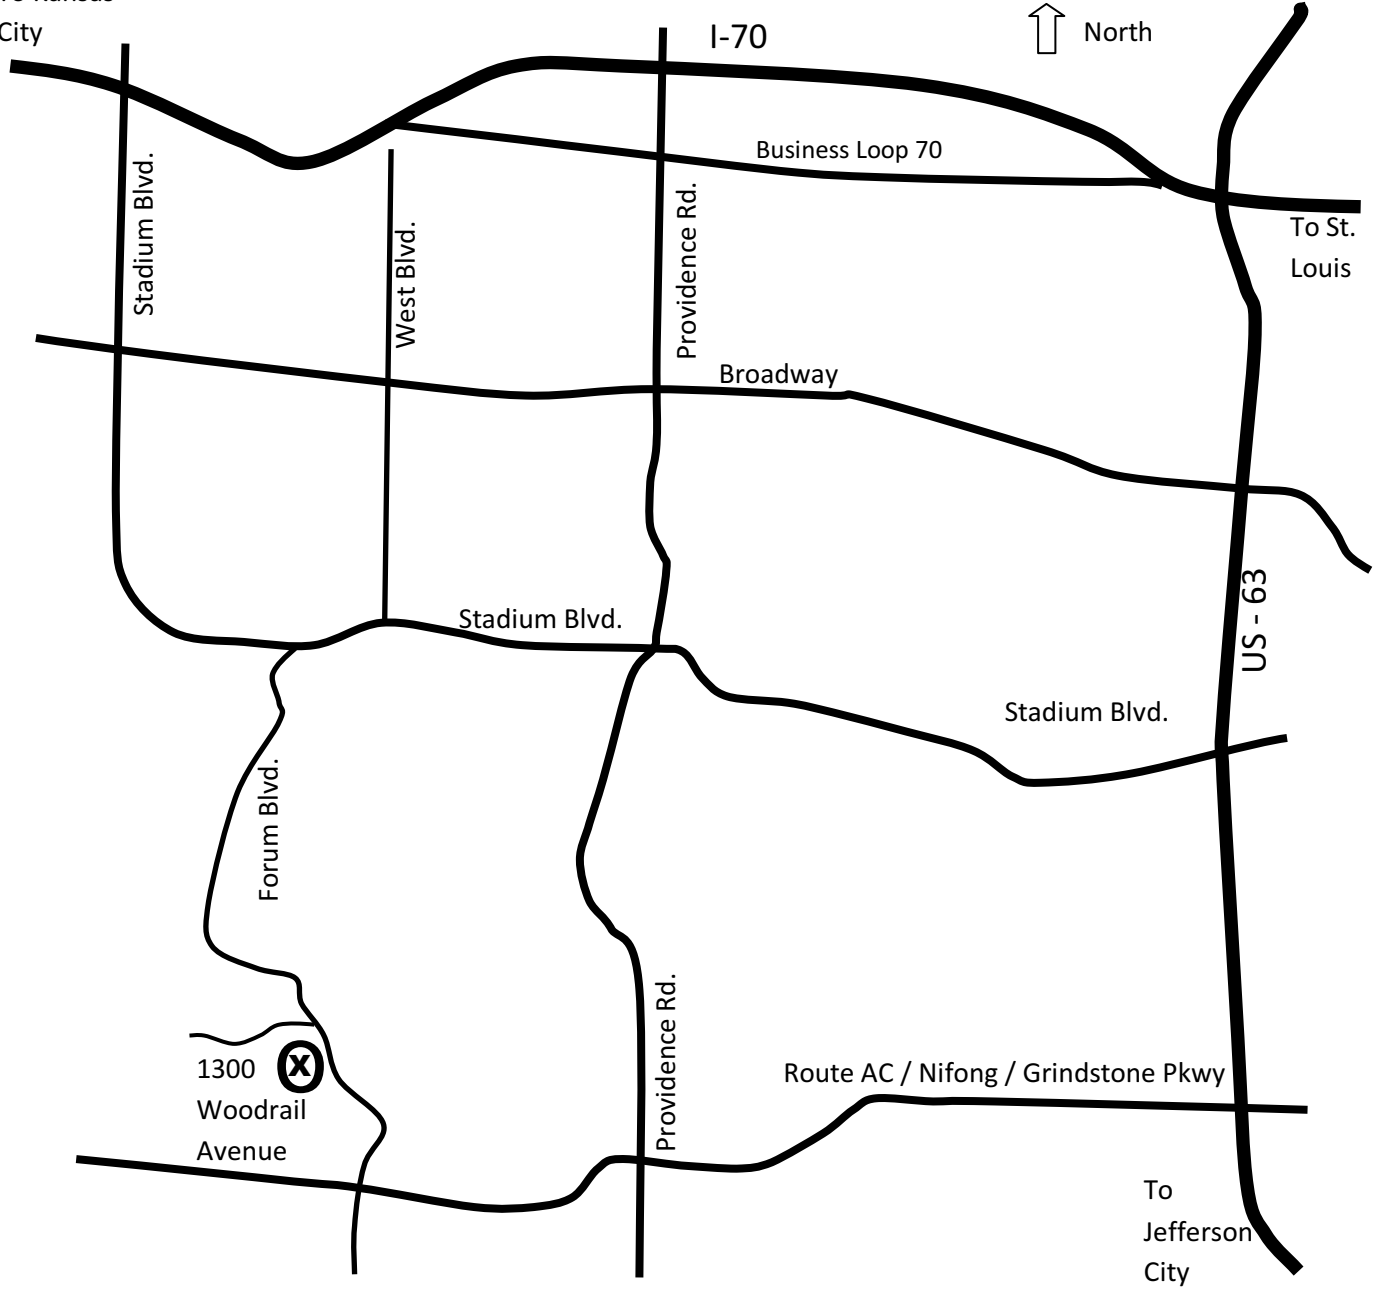 City
I-70
North
Business Loop 70
Stadium Blvd.
West Blvd.
Providence Rd.
To St.
Louis
Broadway
US - 63
Stadium Blvd.
Stadium Blvd.
Forum Blvd.
Providence Rd.
1300
X
Woodrail
Avenue
Route AC / Nifong / Grindstone Pkwy
To
Jefferson
City